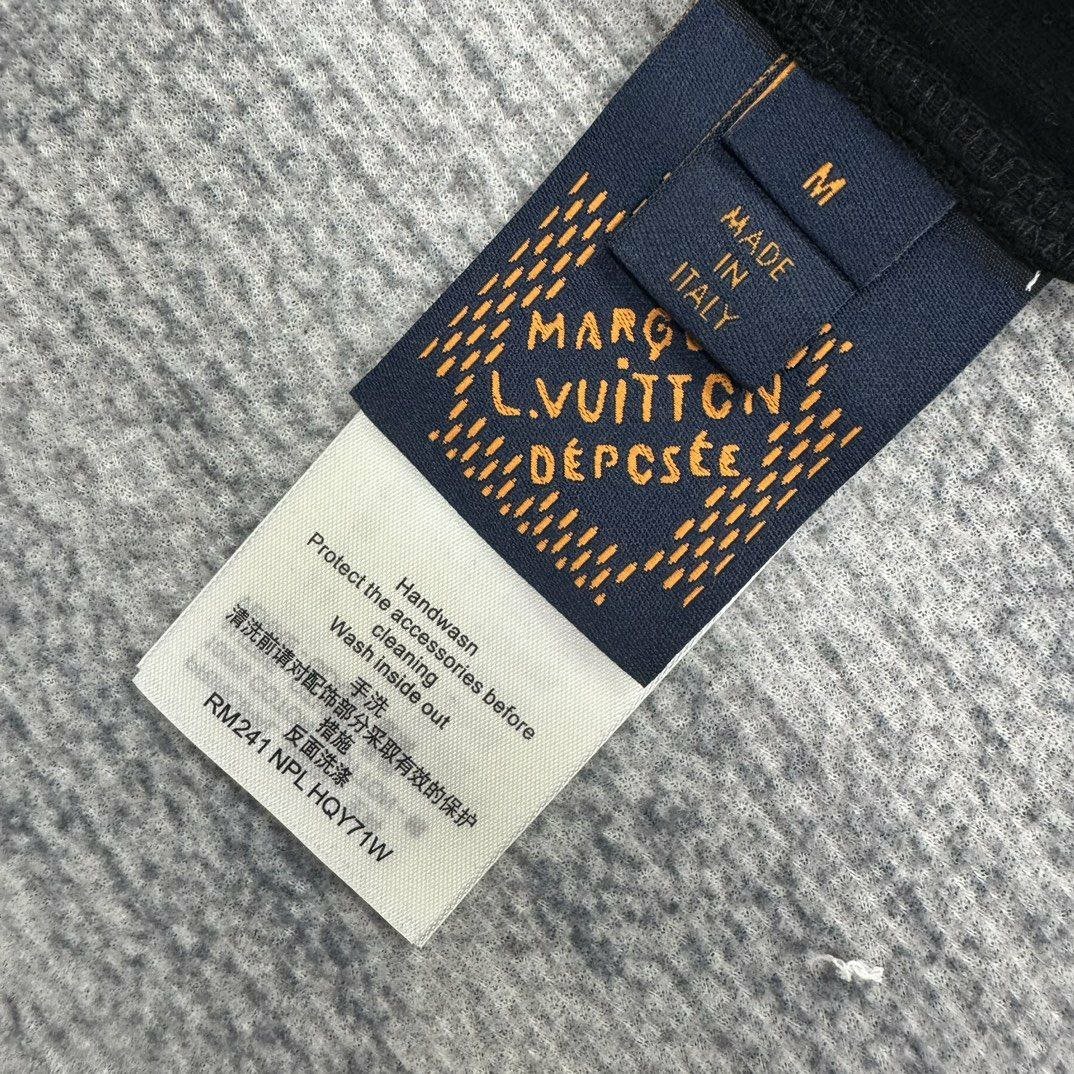 M
MADE
IN
ITALY
L.VUiTTON
DÉPOSÉE
Handwasn
Protect the accessories before
cleaning
Wash inside out
手洗
清洗前请对配饰部分采取有效的保护
措施
反面洗涤
RM241 NPL HQY71W